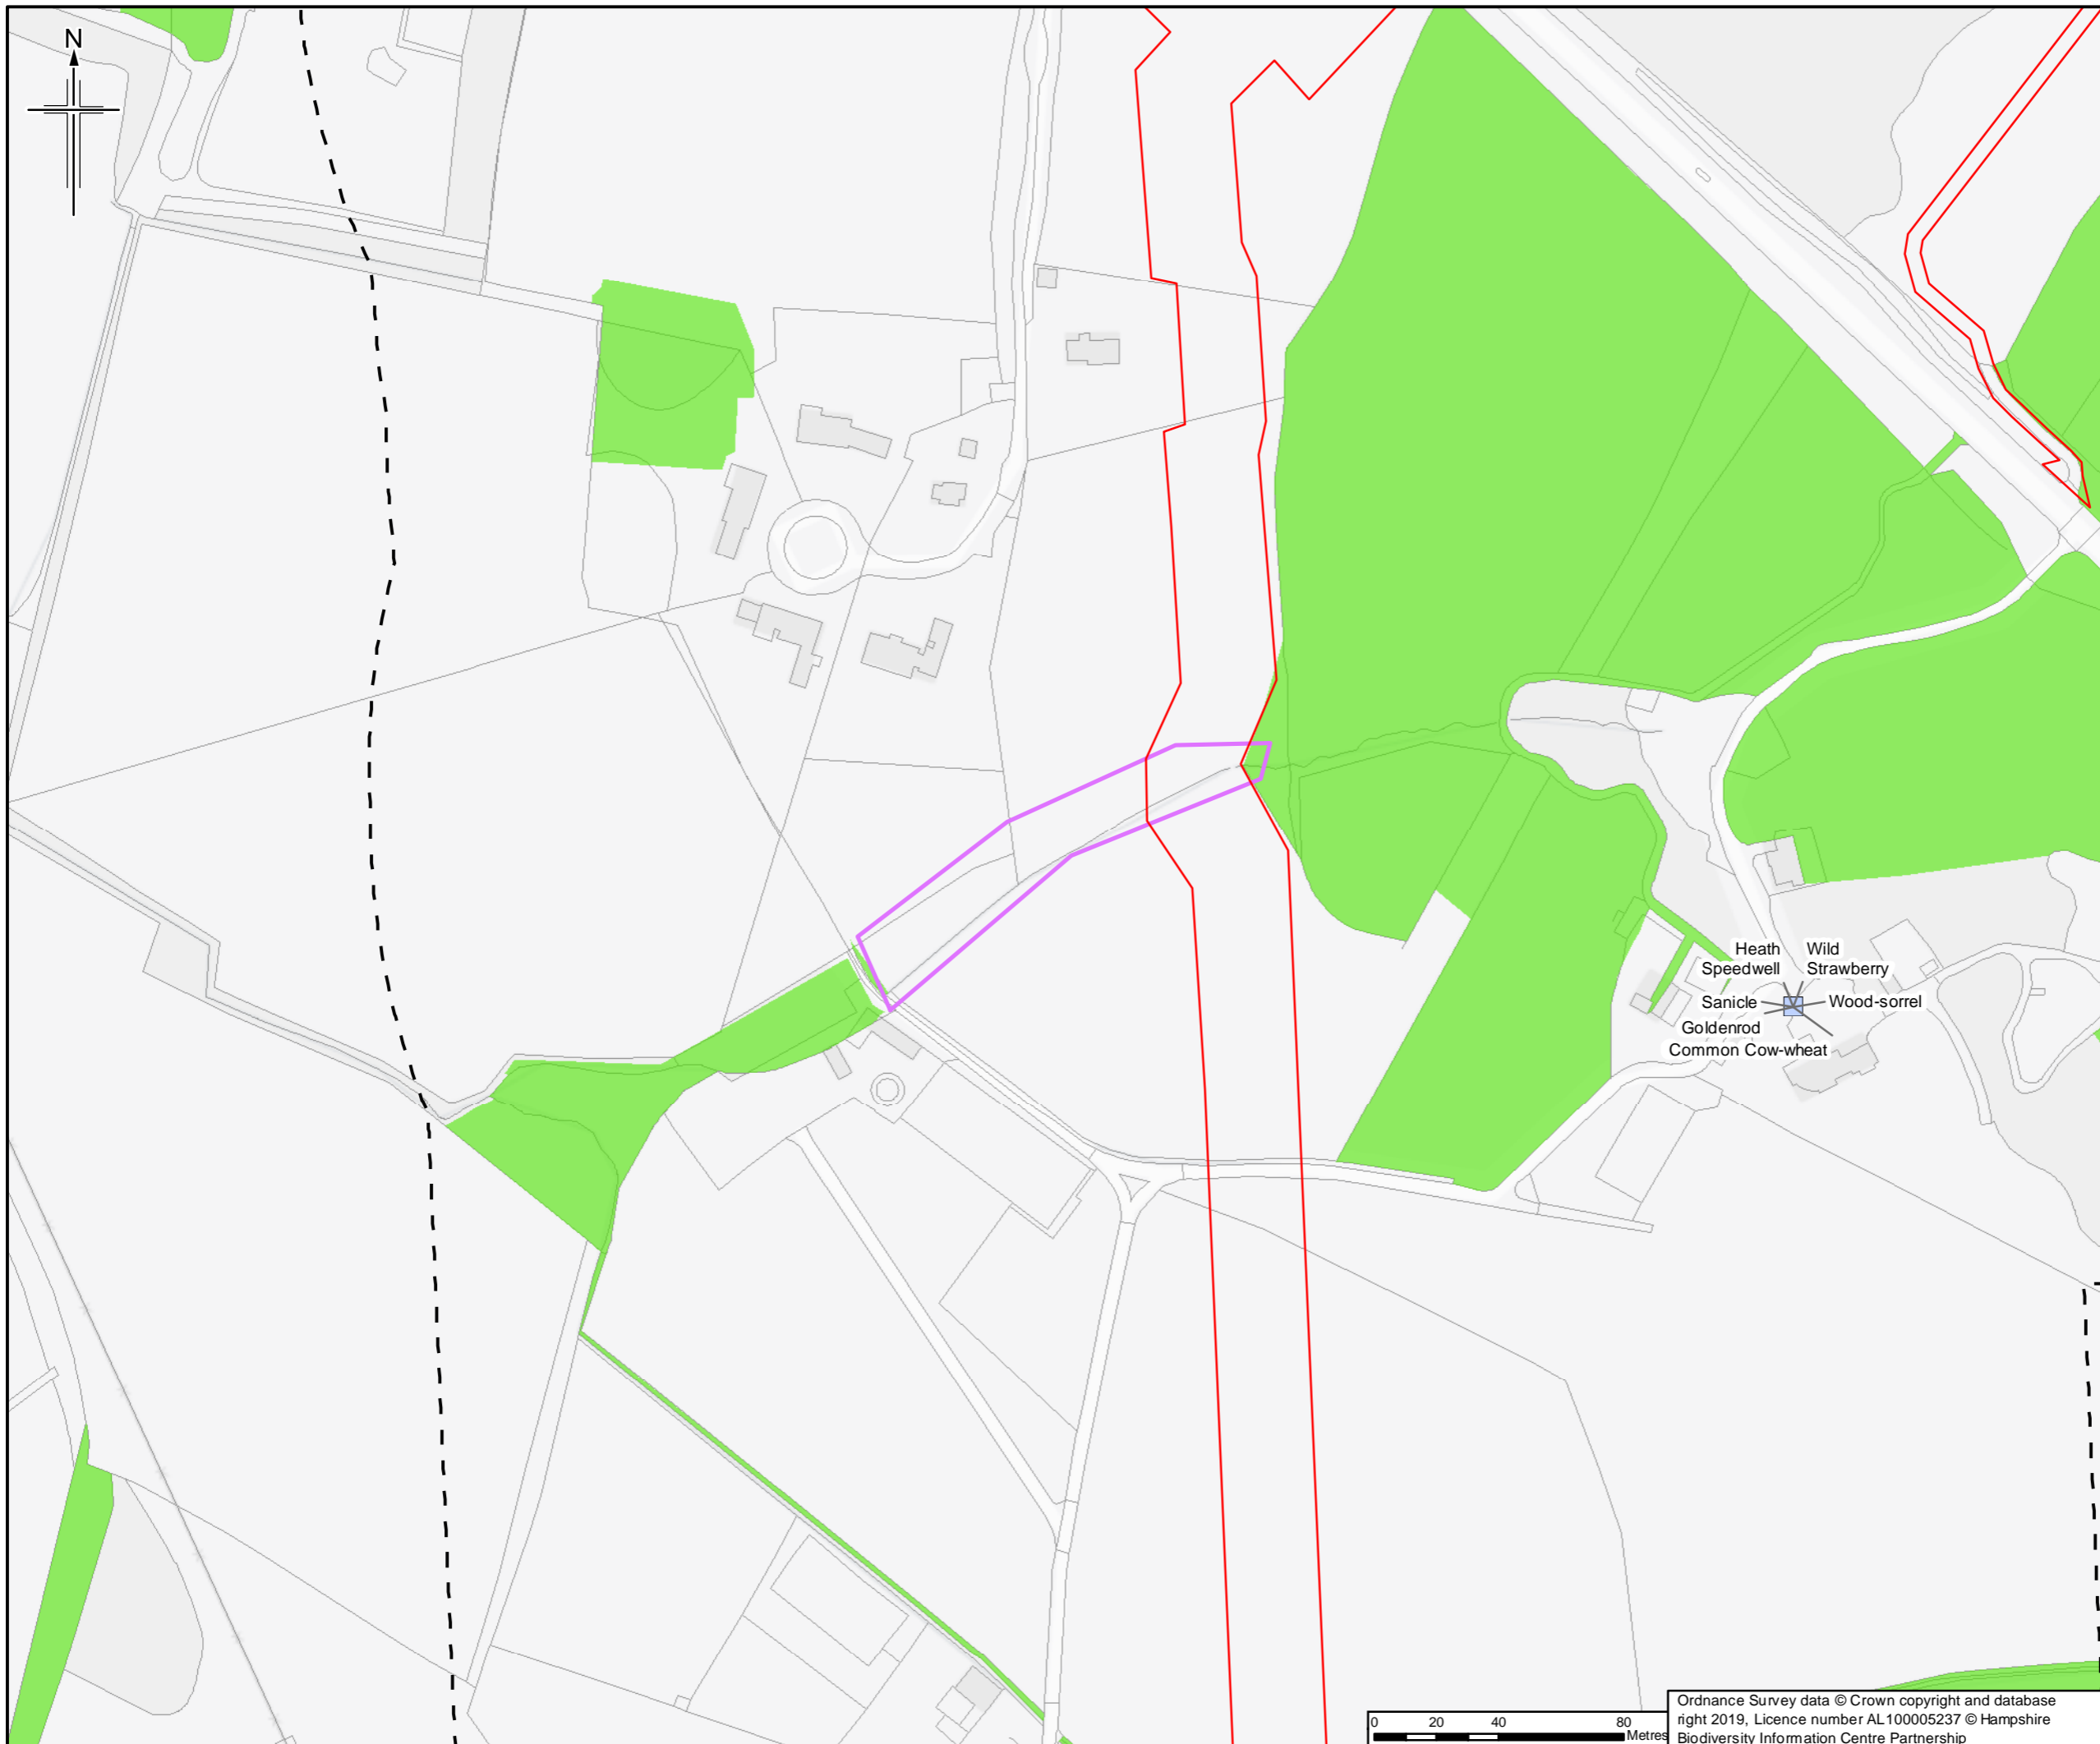 N
Heath
Speedwell
Wild
Strawberry
Sanicle
Wood-sorrel
Goldenrod
Common Cow-wheat
0 20 40 80
Metres
Ordnance Survey data © Crown copyright and database
right 2019, Licence number AL100005237 © Hampshire
Biodiversity Information Centre Partnership